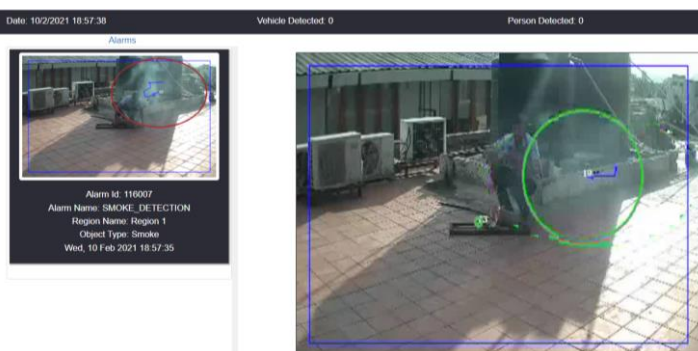 Date: 10/2/2021 18:57:38 Vehicle Detected: 0 Person Detected: 0
Alarms
Alarm Id: 116007
Alarm Name: SMOKE_DETECTION
Region Name: Region 1
Object Type: Smoke
Wed, 10 Feb 2021 18:57:35